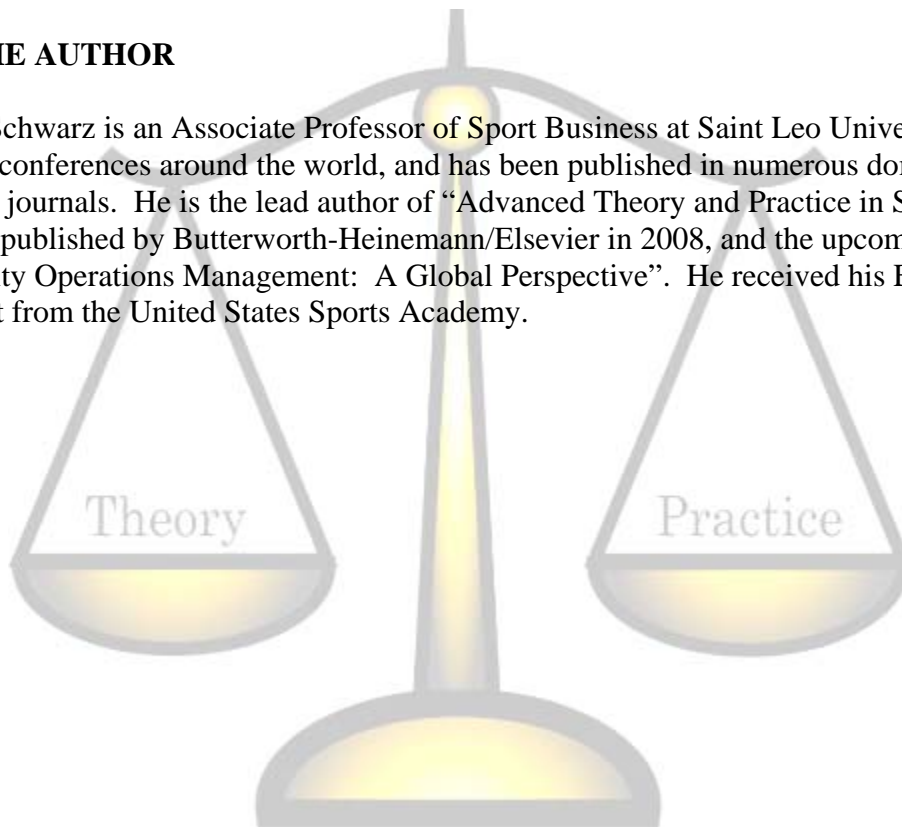 HE AUTHOR
Schwarz is an Associate Professor of Sport Business at Saint Leo Unive
conferences around the world, and has been published in numerous do
journals. He is the lead author of “Advanced Theory and Practice in S
published by Butterworth-Heinemann/Elsevier in 2008, and the upcom
ity Operations Management: A Global Perspective”. He received his E
t from the United States Sports Academy.
Theory
Practice